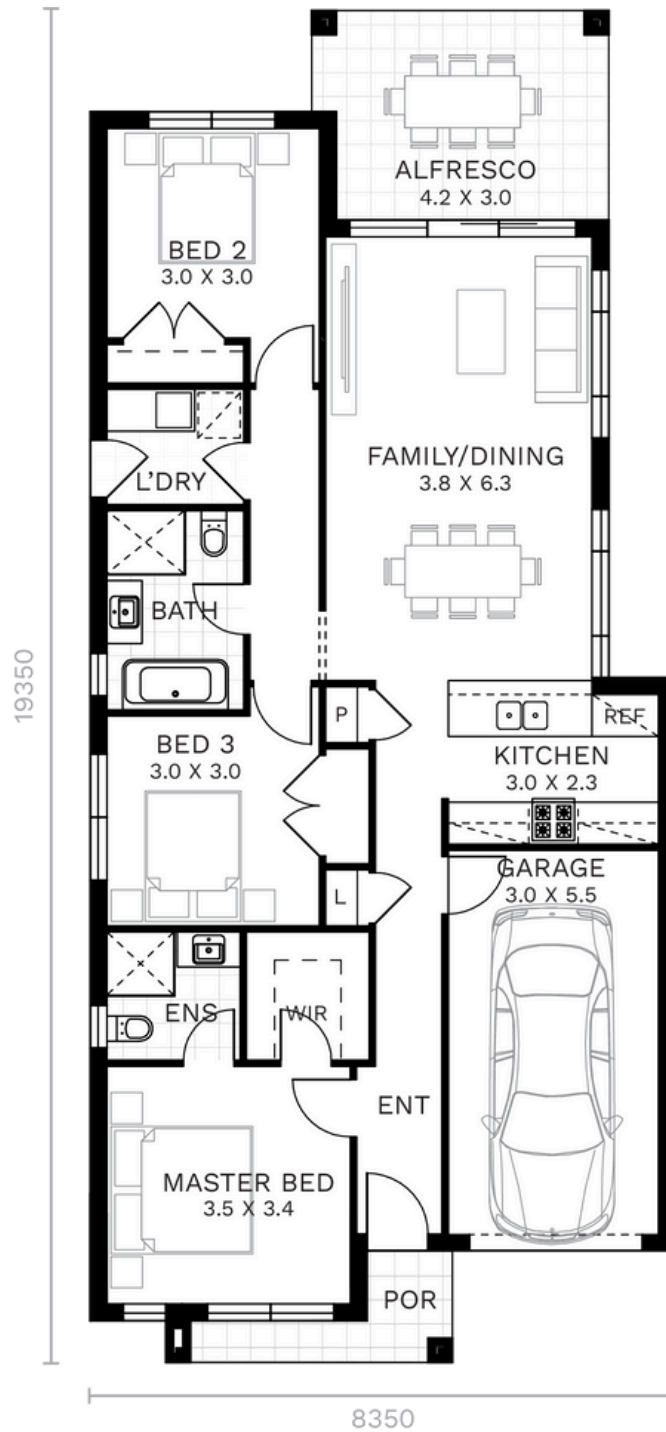 ALFRESCO
4.2 X 3.0
BED 2
3.0 X 3.0
FAMILY/DINING
3.8 X 6.3
L'DRY
BATH
19350
P
REF
BED 3
3.0 X 3.0
KITCHEN
3.0 X 2.3
GARAGE
3.0 X 5.5
L
ENS
WIR
ENT
MASTER BED
3.5 X 3.4
POR
8350